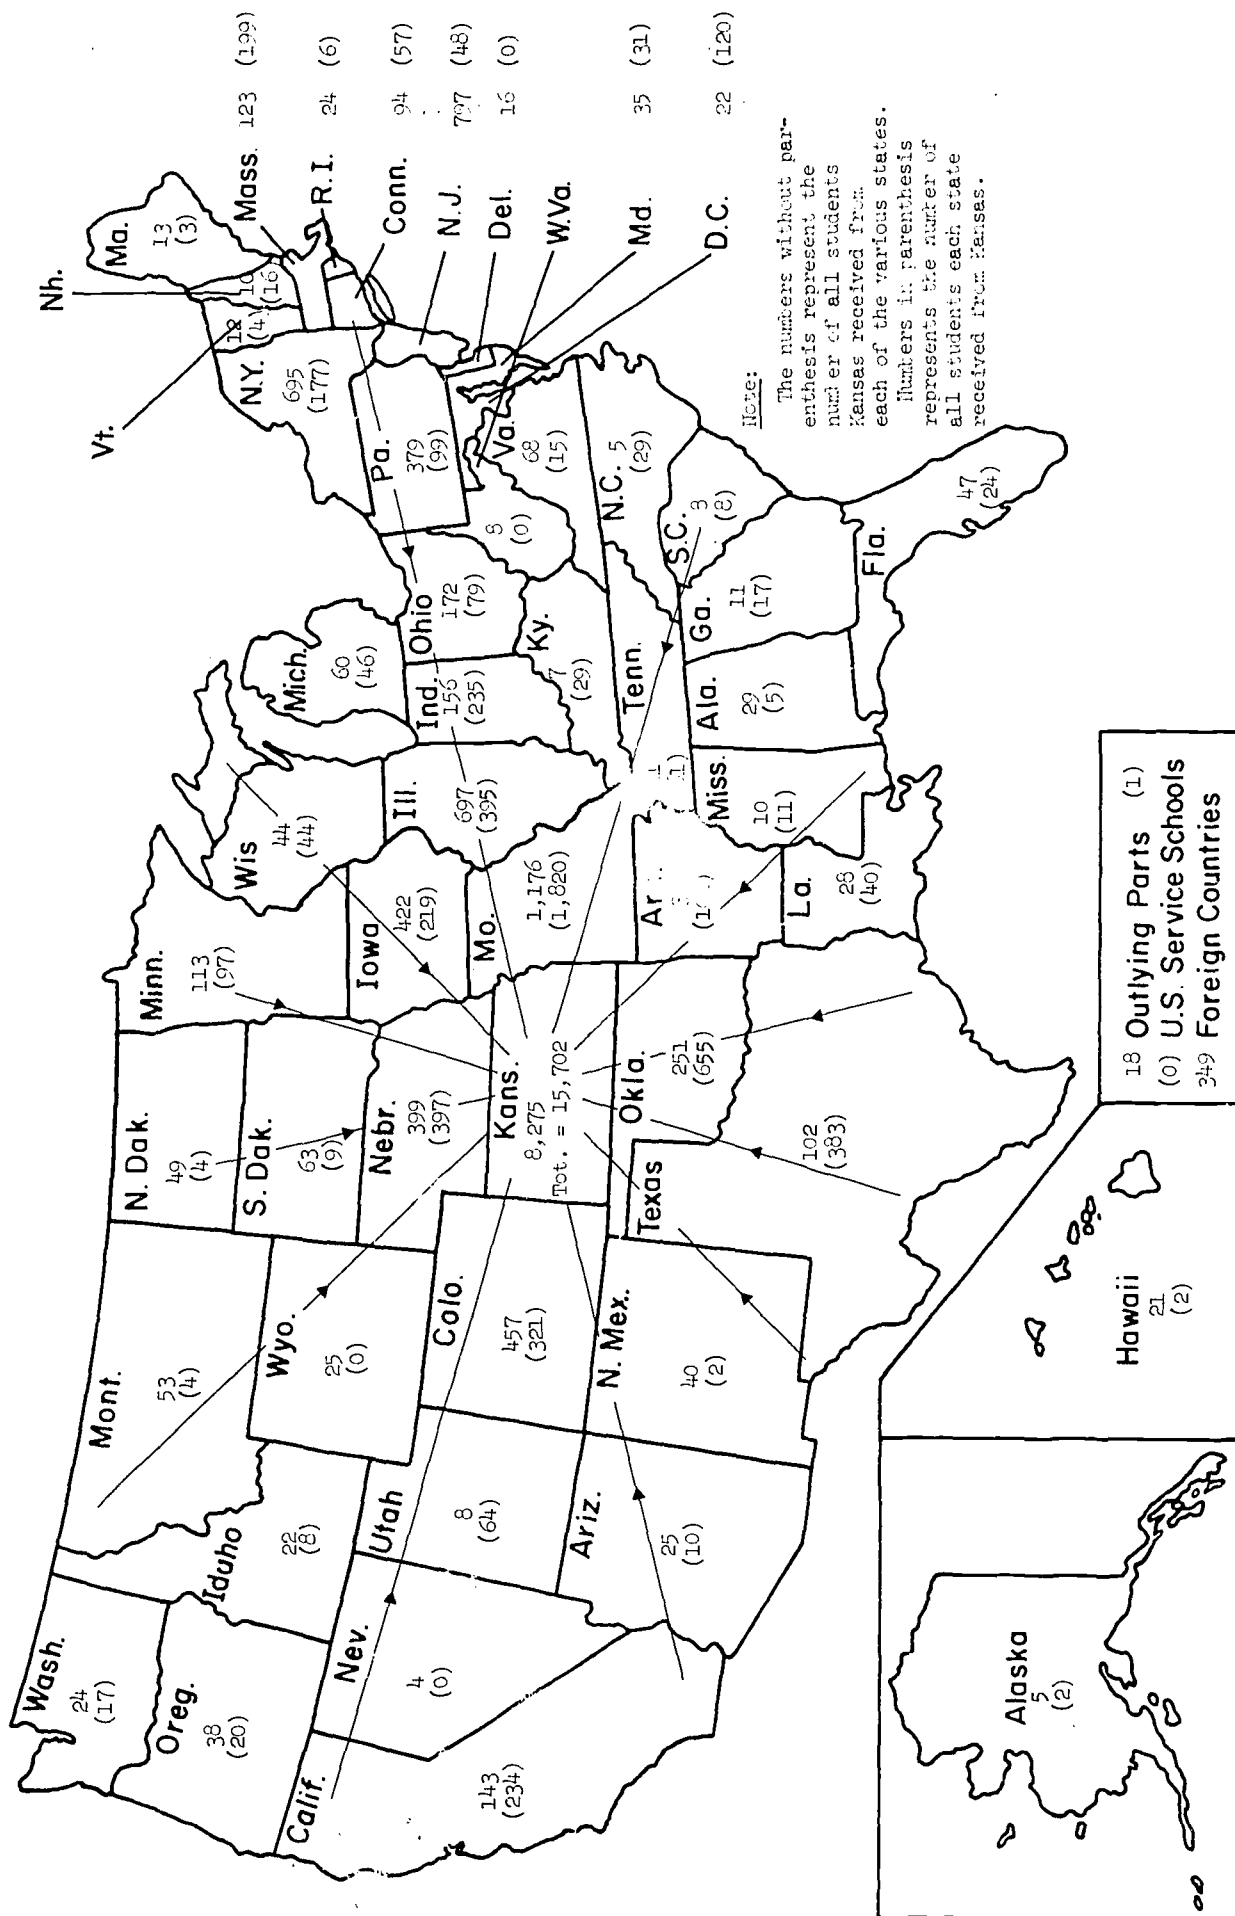 Wash.
24
(17)
Oreg.
38
(20)
Calif.
143
(234)
Nev.
4
(0)
Iduho
22
(8)
Mont.
53
(4)
Wyo.
25
(0)
Utah
8
(64)
Ariz.
25
(10)
Colo.
457
(321)
N. Mex.
40
(2)
N. Dak.
49
(4)
S. Dak.
63
(9)
Nebr.
399
(397)
Kans.
8,275
Tot. = 15,702
Okla.
251
(655)
Texas
102
(383)
Minn.
113
(97)
Iowa
422
(219)
Mo.
1,176
(1,820)
Ar
La.
28
(40)
Wis
44
(44)
Ill.
697
(395)
Mich.
60
(46)
Ind.
156
(235)
Ohio
172
(79)
Ky.
7
(29)
Tenn.
Miss.
10
(11)
Ala.
29
(5)
Ga.
11
(17)
Fla.
47
(24)
S.C.
3
(8)
N.C. 5
(29)
Va.
68
(15)
8
(0)
Pa.
379
(99)
N.Y.
695
(177)
Vt.
(4)
Nh.
10
(16)
Ma.
13
(3)
Mass. 123 (199)
R.I. 24 (6)
Conn. 94 (57)
N.J. 797 (48)
Del. 16 (0)
W.Va.
Md. 35 (31)
D.C. 22 (120)
Note:
The numbers without par-
enthesis represent the
number of all students
Kansas received from
each of the various states.
Numbers in parenthesis
represents the number of
all students each state
received from Kansas.
Alaska
5
(2)
Hawaii
21
(2)
18 Outlying Parts (1)
(0) U.S. Service Schools
349 Foreign Countries